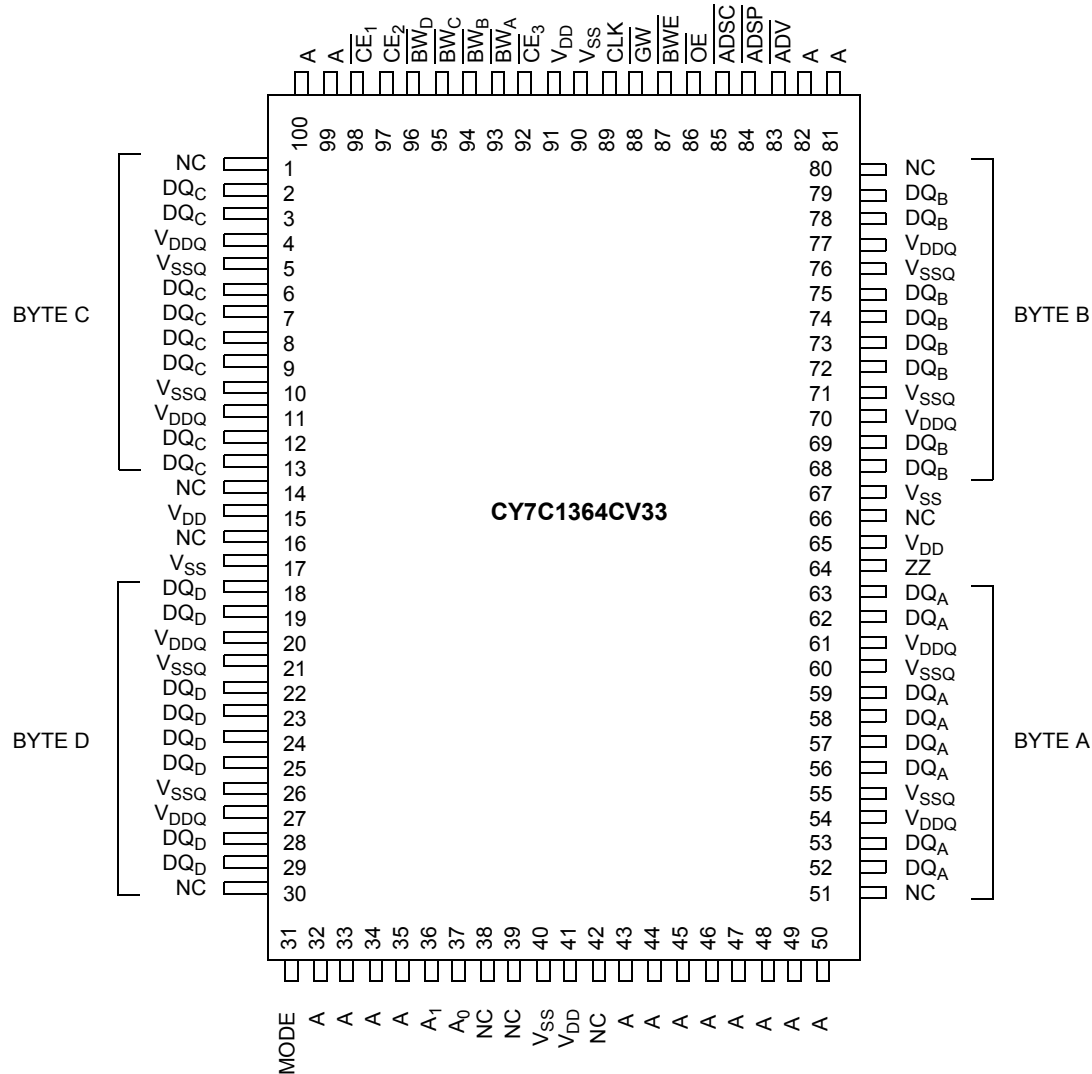 A
A
CE1
CE2
BWD
BWC
BWB
BWA
CE3
VDD
VSS
CLK
GW
BWE
OE
ADSC
ADSP
ADV
A
A
100
99
98
97
96
95
94
93
92
91
90
89
88
87
86
85
84
83
82
81
BYTE C
BYTE D
NC 1
DQC 2
DQC 3
VDDQ 4
VSSQ 5
DQC 6
DQC 7
DQC 8
DQC 9
VSSQ 10
VDDQ 11
DQC 12
DQC 13
NC 14
VDD 15
NC 16
VSS 17
DQD 18
DQD 19
VDDQ 20
VSSQ 21
DQD 22
DQD 23
DQD 24
DQD 25
VSSQ 26
VDDQ 27
DQD 28
DQD 29
NC 30
CY7C1364CV33
80 NC
79 DQB
78 DQB
77 VDDQ
76 VSSQ
75 DQB
74 DQB
73 DQB
72 DQB
71 VSSQ
70 VDDQ
69 DQB
68 DQB
67 VSS
66 NC
65 VDD
64 ZZ
63 DQA
62 DQA
61 VDDQ
60 VSSQ
59 DQA
58 DQA
57 DQA
56 DQA
55 VSSQ
54 VDDQ
53 DQA
52 DQA
51 NC
BYTE B
BYTE A
31
32
33
34
35
36
37
38
39
40
41
42
43
44
45
46
47
48
49
50
MODE
A
A
A
A
A1
A0
NC
NC
VSS
VDD
NC
A
A
A
A
A
A
A
A